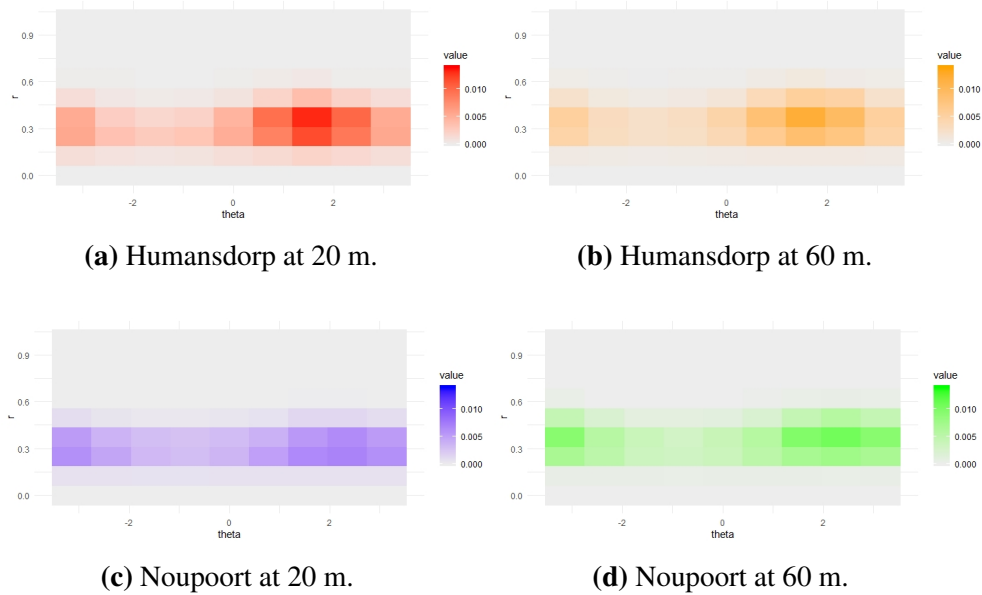 value
0.9
0.010
0.6
r
0.005
0.3
0.000
0.0
-2
0
2
theta
(a) Humansdorp at 20 m.
value
0.9
0.010
0.6
r
0.005
0.3
0.000
0.0
-2
0
2
theta
(b) Humansdorp at 60 m.
value
0.9
0.010
0.6
r
0.005
0.3
0.000
0.0
-2
0
2
theta
(c) Noupoort at 20 m.
value
0.9
0.010
0.6
r
0.005
0.3
0.000
0.0
-2
0
2
theta
(d) Noupoort at 60 m.